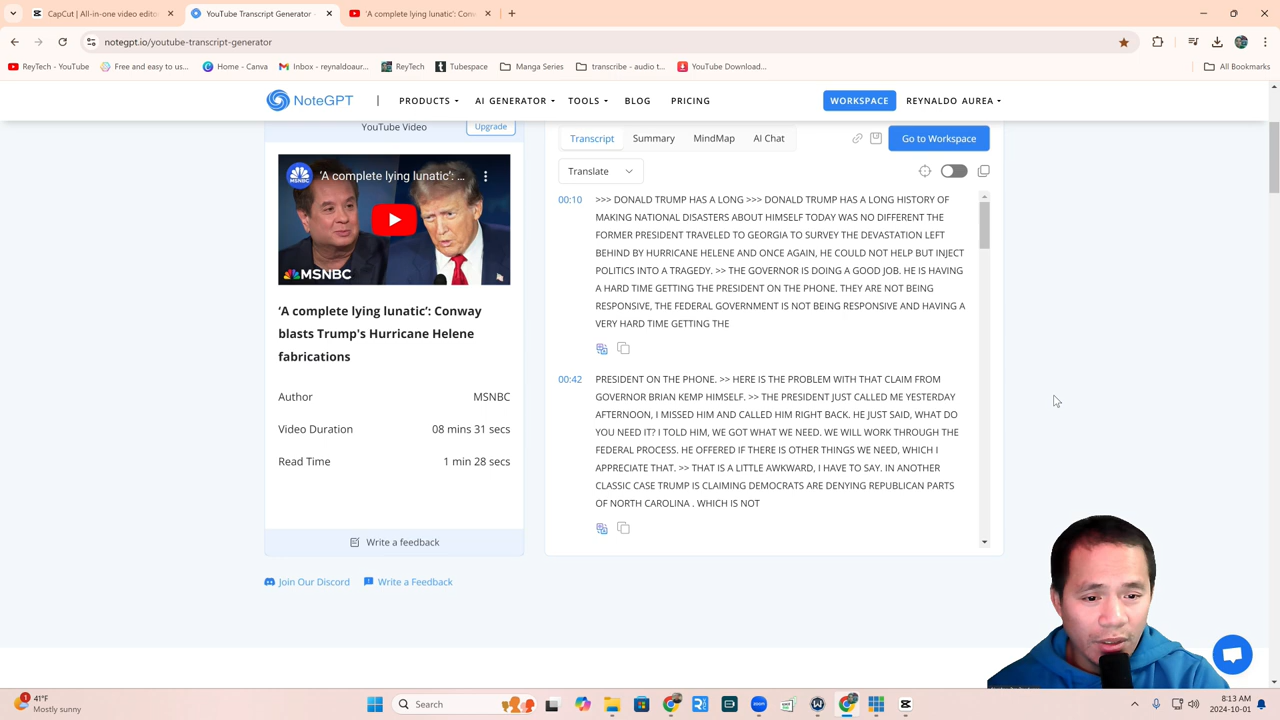 CapCut | All-in-one video edito
YouTube Transcript Generator -
'A complete lying lunatic': Con
notegpt.io/youtube-transcript-generator
ReyTech - YouTube
Free and easy to us...
Home - Canva
Inbox - reynaldoaur...
ReyTech
Tubespace
Manga Series
transcribe - audio t...
YouTube Download...
All Bookmarks
NoteGPT
PRODUCTS
AI GENERATOR
TOOLS
BLOG
PRICING
WORKSPACE
REYNALDO AUREA
YouTube Video
Upgrade
'A complete lying lunatic': ...
MSNBC
‘A complete lying lunatic’: Conway
blasts Trump's Hurricane Helene
fabrications
Author MSNBC
Video Duration 08 mins 31 secs
Read Time 1 min 28 secs
Write a feedback
Join Our Discord
Write a Feedback
Transcript
Summary
MindMap
AI Chat
Go to Workspace
Translate
00:10
>>> DONALD TRUMP HAS A LONG >>> DONALD TRUMP HAS A LONG HISTORY OF
MAKING NATIONAL DISASTERS ABOUT HIMSELF TODAY WAS NO DIFFERENT THE
FORMER PRESIDENT TRAVELED TO GEORGIA TO SURVEY THE DEVASTATION LEFT
BEHIND BY HURRICANE HELENE AND ONCE AGAIN, HE COULD NOT HELP BUT INJECT
POLITICS INTO A TRAGEDY. >> THE GOVERNOR IS DOING A GOOD JOB. HE IS HAVING
A HARD TIME GETTING THE PRESIDENT ON THE PHONE. THEY ARE NOT BEING
RESPONSIVE, THE FEDERAL GOVERNMENT IS NOT BEING RESPONSIVE AND HAVING A
VERY HARD TIME GETTING THE
00:42
PRESIDENT ON THE PHONE. >> HERE IS THE PROBLEM WITH THAT CLAIM FROM
GOVERNOR BRIAN KEMP HIMSELF. >> THE PRESIDENT JUST CALLED ME YESTERDAY
AFTERNOON, I MISSED HIM AND CALLED HIM RIGHT BACK. HE JUST SAID, WHAT DO
YOU NEED IT? I TOLD HIM, WE GOT WHAT WE NEED. WE WILL WORK THROUGH THE
FEDERAL PROCESS. HE OFFERED IF THERE IS OTHER THINGS WE NEED, WHICH I
APPRECIATE THAT. >> THAT IS A LITTLE AWKWARD, I HAVE TO SAY. IN ANOTHER
CLASSIC CASE TRUMP IS CLAIMING DEMOCRATS ARE DENYING REPUBLICAN PARTS
OF NORTH CAROLINA . WHICH IS NOT
41°F
Mostly sunny
Search
8:13 AM
2024-10-01